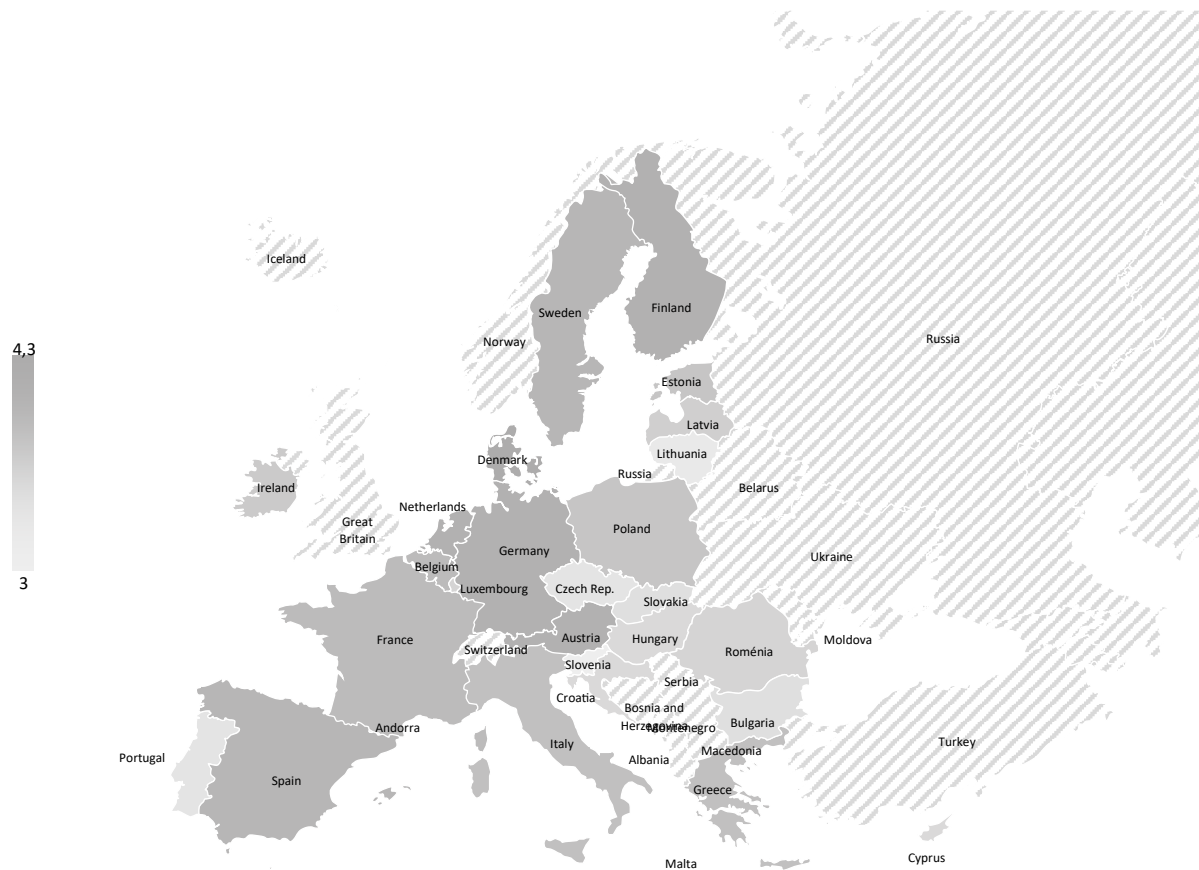 Iceland
Sweden
Finland
Norway
Russia
4,3
Estonia
Latvia
Lithuania
Denmark
Russia
Ireland
Belarus
Netherlands
Great
Britain
Poland
Germany
Ukraine
Belgium
3
Luxembourg
Czech Rep.
Slovakia
France
Austria
Hungary
Moldova
Switzerland
Roménia
Slovenia
Serbia
Croatia
Bosnia and
Herzegovina
Montenegro
Bulgaria
Andorra
Italy
Turkey
Macedonia
Portugal
Albania
Spain
Greece
Malta
Cyprus